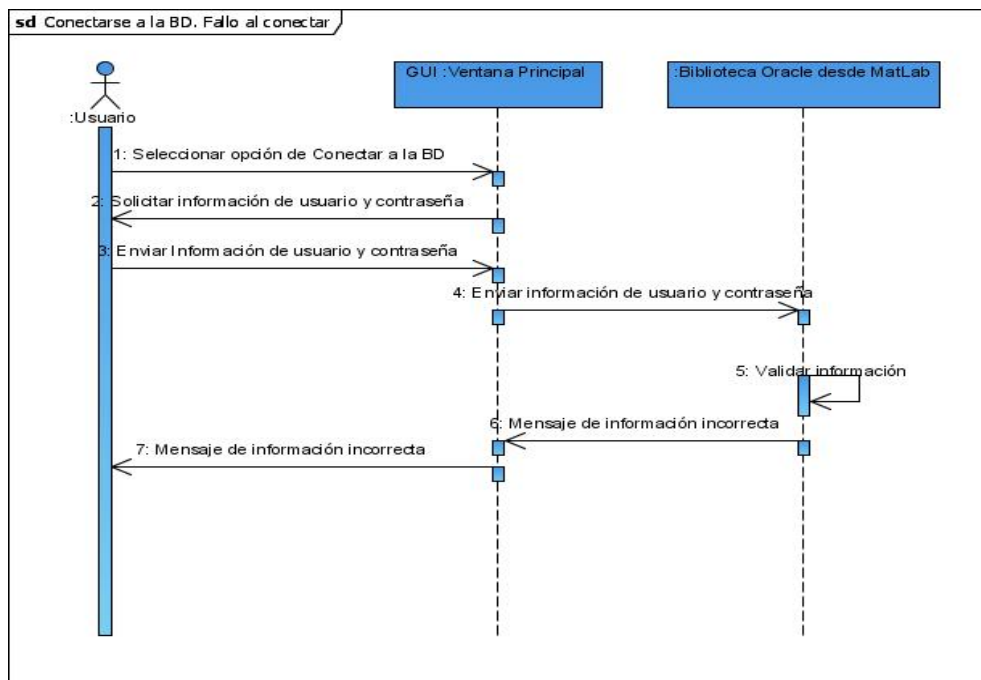 sd Conectarse a la BD. Fallo al conectar
:Usuario
GUI :Ventana Principal
:Biblioteca Oracle desde MatLab
1: Seleccionar opción de Conectar a la BD
2: Solicitar información de usuario y contraseña
3: Enviar Información de usuario y contraseña
4: Enviar información de usuario y contraseña
5: Validar información
6: Mensaje de información incorrecta
7: Mensaje de información incorrecta